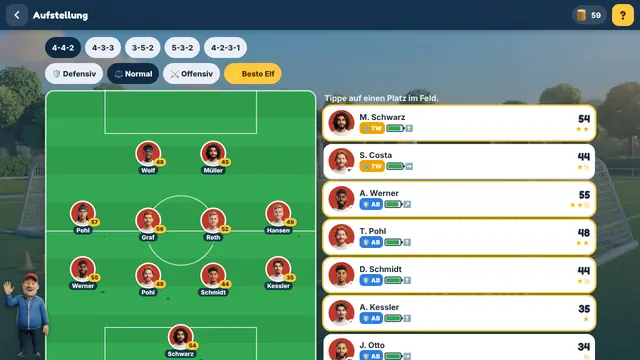 Aufstellung
59
?
4-4-2
4-3-3
3-5-2
5-3-2
4-2-3-1
Defensiv
Normal
Offensiv
Beste Elf
Tippe auf einen Platz im Feld.
48
Wolf
45
Müller
57
Pohl
56
Graf
52
Roth
49
Hansen
55
Werner
48
Pohl
44
Schmidt
35
Kessler
54
Schwarz
M. Schwarz
TW
54
S. Costa
TW
44
A. Werner
AB
55
T. Pohl
AB
48
D. Schmidt
AB
44
A. Kessler
AB
35
J. Otto
AB
34